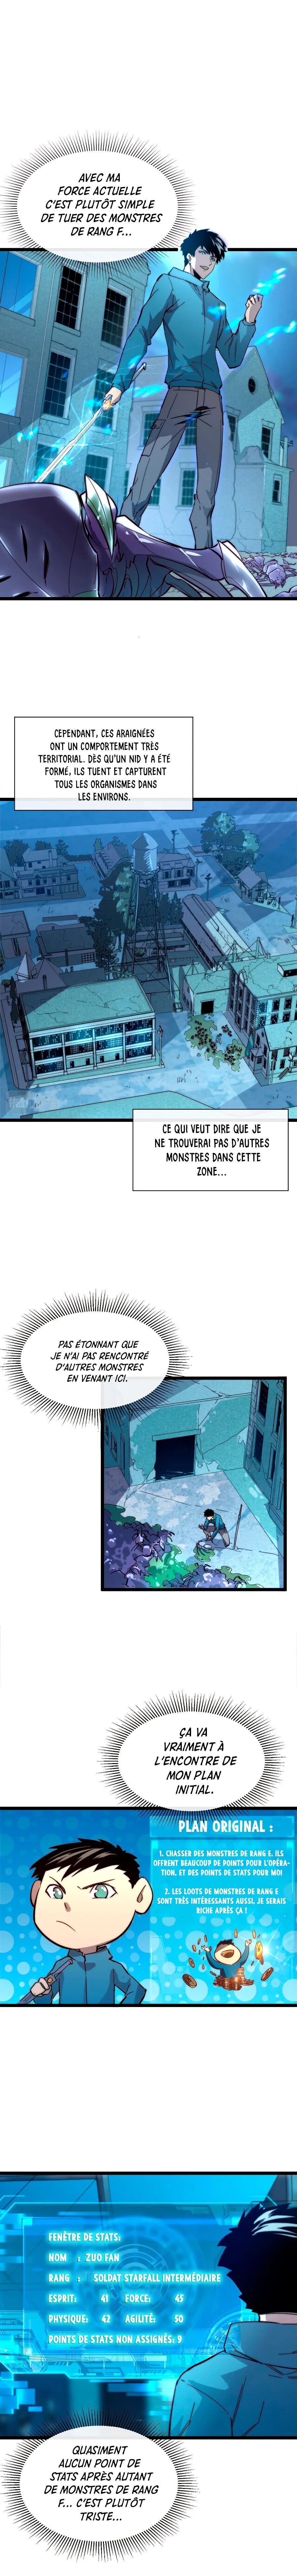 AVEC MA
FORCE ACTUELLE
C'EST PLUTÔT SIMPLE
DE TUER DES MONSTRES
DE RANG F...
CEPENDANT, CES ARAIGNÉES
ONT UN COMPORTEMENT TRÈS
TERRITORIAL. DÈS QU'UN NID Y A ÉTÉ
FORMÉ, ILS TUENT ET CAPTURENT
TOUS LES ORGANISMES DANS
LES ENVIRONS.
CE QUI VEUT DIRE QUE JE
NE TROUVERAI PAS D'AUTRES
MONSTRES DANS CETTE
ZONE...
PAS ÉTONNANT QUE
JE N'AI PAS RENCONTRÉ
D'AUTRES MONSTRES
EN VENANT ICI.
ÇA VA
VRAIMENT À
L'ENCONTRE DE
MON PLAN
INITIAL.
PLAN ORIGINAL :
1. CHASSER DES MONSTRES DE RANG E. ILS
OFFRENT BEAUCOUP DE POINTS POUR L'OPÉRA-
TION, ET DES POINTS DE STATS POUR MOI
2. LES LOOTS DE MONSTRES DE RANG E
SONT TRÈS INTÉRESSANTS AUSSI, JE SERAIS
RICHE APRÈS ÇA !
FENÊTRE DE STATS:
NOM : ZUO FAN
RANG : SOLDAT STARFALL INTERMÉDIAIRE
ESPRIT: 41 FORCE: 45
PHYSIQUE: 42 AGILITÉ: 50
POINTS DE STATS NON ASSIGNÉS: 9
QUASIMENT
AUCUN POINT DE
STATS APRÈS AUTANT
DE MONSTRES DE RANG
F... C'EST PLUTÔT
TRISTE...